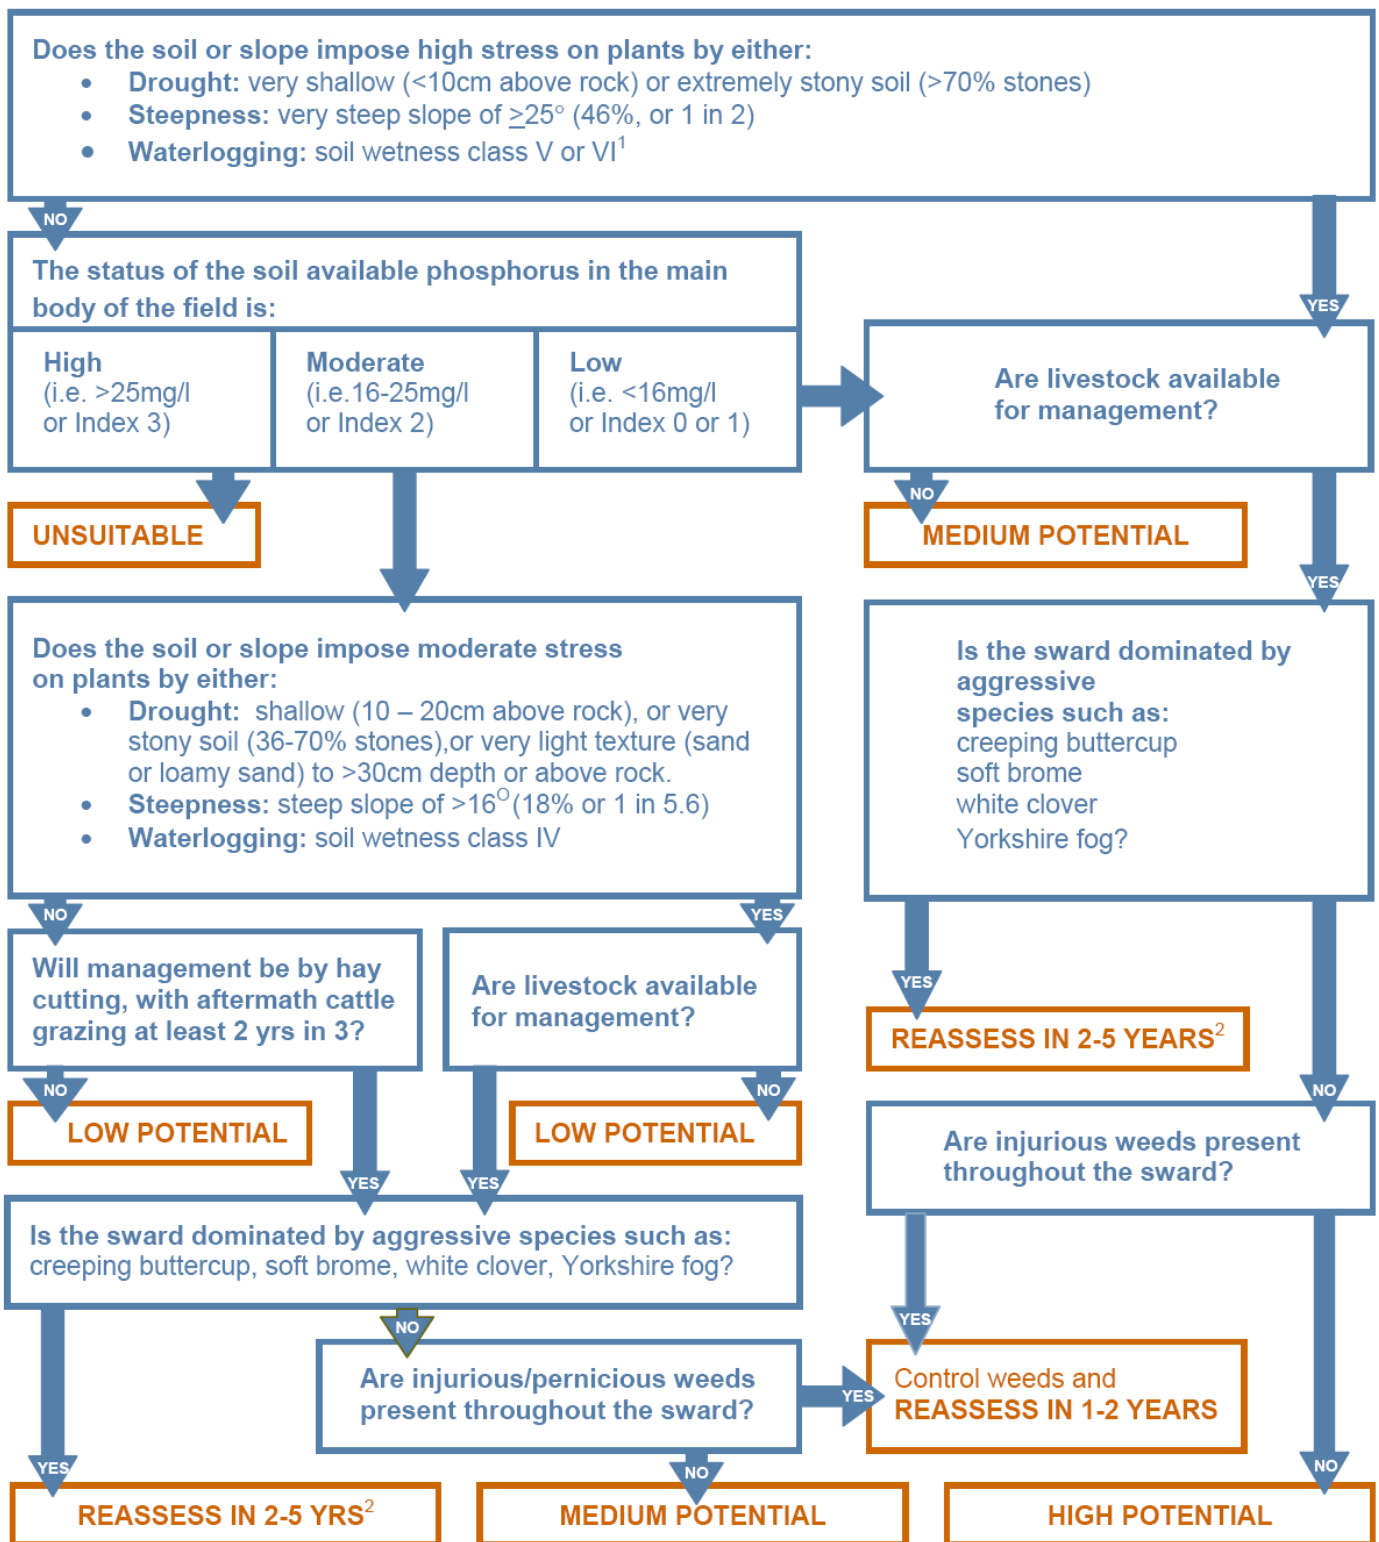 Does the soil or slope impose high stress on plants by either:
• Drought: very shallow (<10cm above rock) or extremely stony soil (>70% stones)
• Steepness: very steep slope of ≥25° (46%, or 1 in 2)
• Waterlogging: soil wetness class V or VI¹
NO
YES
The status of the soil available phosphorus in the main
body of the field is:
High
(i.e. >25mg/l
or Index 3)
Moderate
(i.e.16-25mg/l
or Index 2)
Low
(i.e. <16mg/l
or Index 0 or 1)
Are livestock available
for management?
NO
YES
UNSUITABLE
MEDIUM POTENTIAL
Does the soil or slope impose moderate stress
on plants by either:
• Drought: shallow (10 – 20cm above rock), or very
stony soil (36-70% stones),or very light texture (sand
or loamy sand) to >30cm depth or above rock.
• Steepness: steep slope of >16° (18% or 1 in 5.6)
• Waterlogging: soil wetness class IV
Is the sward dominated by
aggressive
species such as:
creeping buttercup
soft brome
white clover
Yorkshire fog?
NO
YES
YES
NO
Will management be by hay
cutting, with aftermath cattle
grazing at least 2 yrs in 3?
Are livestock available
for management?
REASSESS IN 2-5 YEARS²
NO
YES
YES
NO
LOW POTENTIAL
LOW POTENTIAL
Are injurious weeds present
throughout the sward?
Is the sward dominated by aggressive species such as:
creeping buttercup, soft brome, white clover, Yorkshire fog?
YES
NO
YES
NO
Are injurious/pernicious weeds
present throughout the sward?
YES
NO
Control weeds and
REASSESS IN 1-2 YEARS
REASSESS IN 2-5 YRS²
MEDIUM POTENTIAL
HIGH POTENTIAL